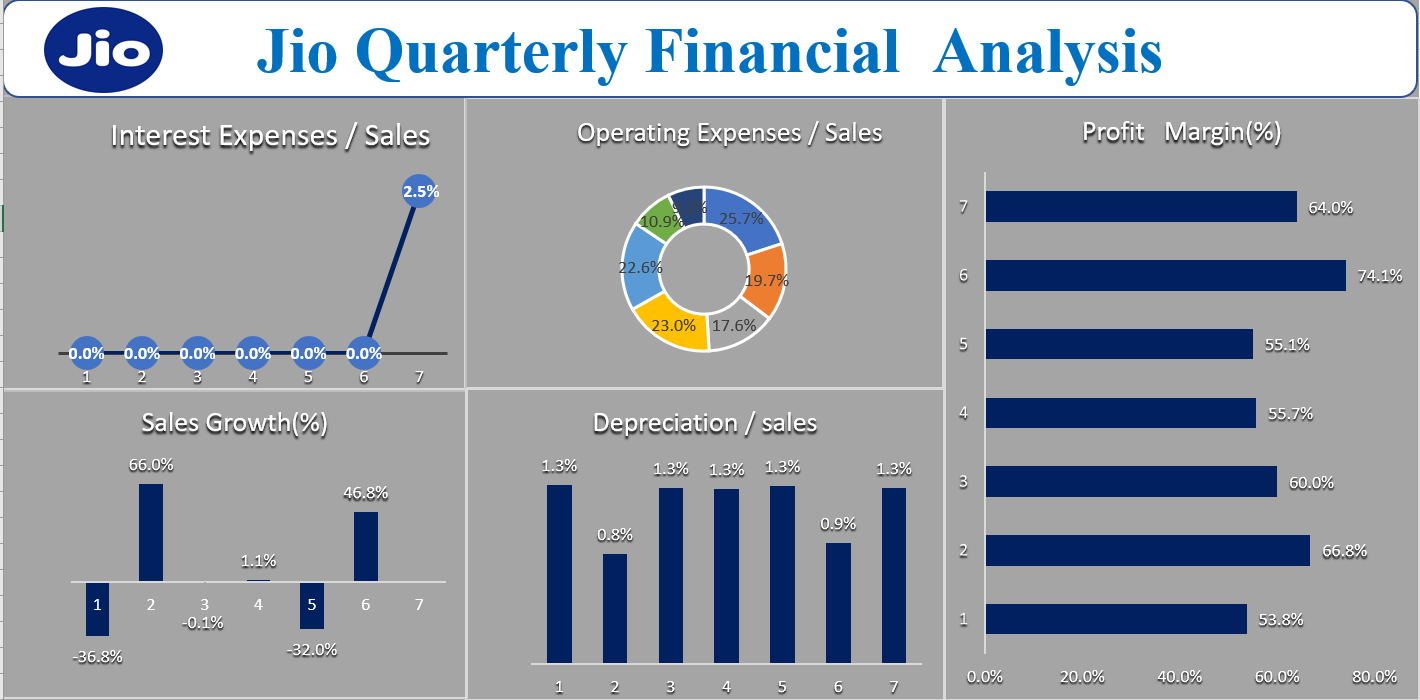 Jio
Jio Quarterly Financial Analysis
Interest Expenses / Sales
2.5%
0.0% 0.0% 0.0% 0.0% 0.0% 0.0%
1 2 3 4 5 6 7
Operating Expenses / Sales
25.7%
19.7%
17.6%
23.0%
22.6%
10.9%
Profit Margin(%)
7 64.0%
6 74.1%
5 55.1%
4 55.7%
3 60.0%
2 66.8%
1 53.8%
0.0% 20.0% 40.0% 60.0% 80.0%
Sales Growth(%)
66.0%
46.8%
1.1%
1 2 3 4 5 6 7
-0.1%
-32.0%
-36.8%
Depreciation / sales
1.3% 0.8% 1.3% 1.3% 1.3% 0.9% 1.3%
1 2 3 4 5 6 7